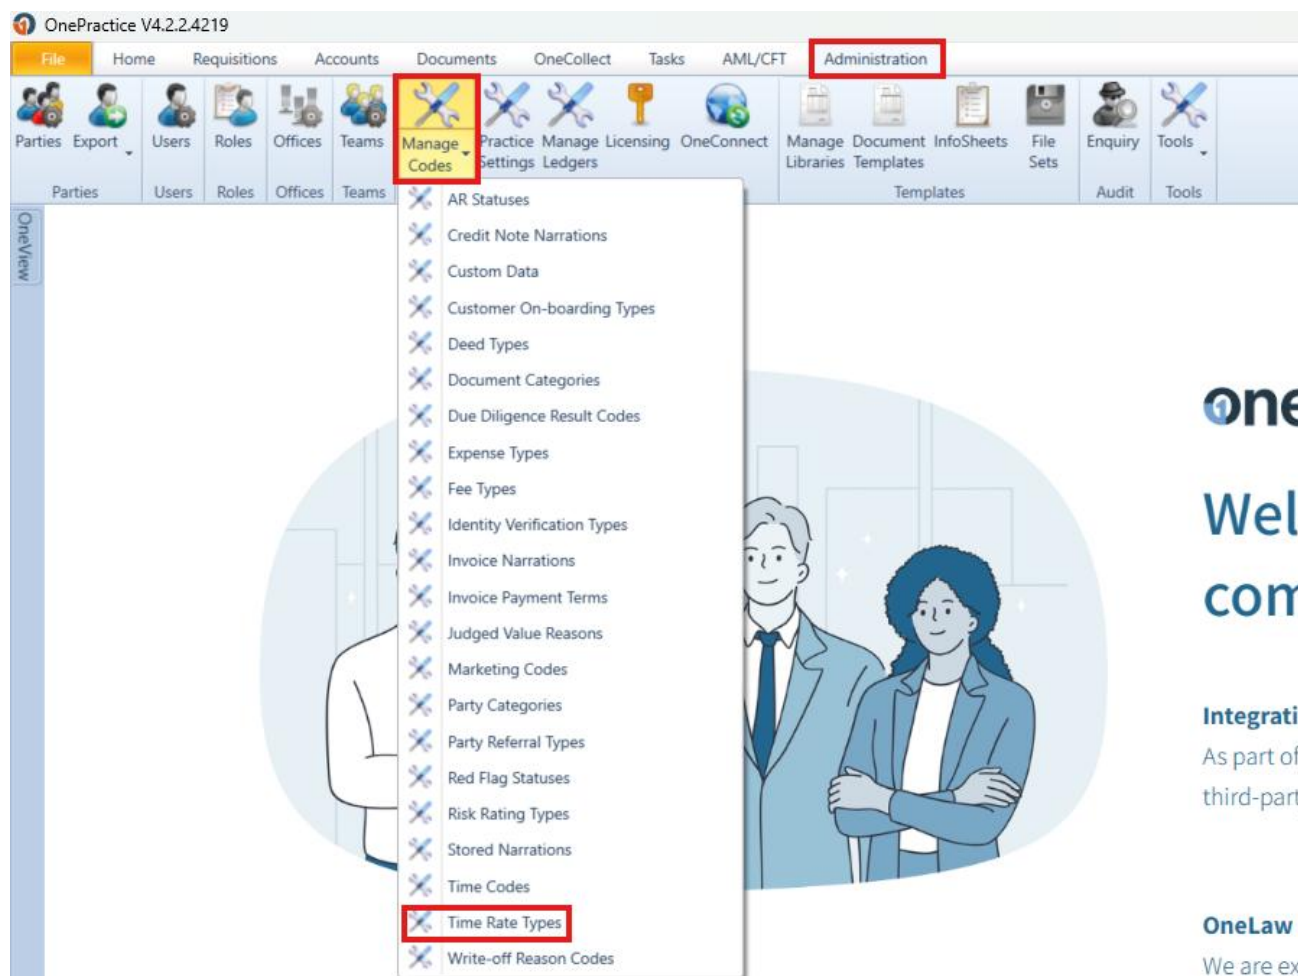 OnePractice V4.2.2.4219
File Home Requisitions Accounts Documents OneCollect Tasks AML/CFT Administration
Parties Export Users Roles Offices Teams Manage Codes Practice Settings Manage Ledgers Licensing OneConnect Manage Libraries Document Templates InfoSheets File Sets Enquiry Tools
Parties Users Roles Offices Teams Templates Audit Tools
OneView
AR Statuses
Credit Note Narrations
Custom Data
Customer On-boarding Types
Deed Types
Document Categories
Due Diligence Result Codes
Expense Types
Fee Types
Identity Verification Types
Invoice Narrations
Invoice Payment Terms
Judged Value Reasons
Marketing Codes
Party Categories
Party Referral Types
Red Flag Statuses
Risk Rating Types
Stored Narrations
Time Codes
Time Rate Types
Write-off Reason Codes
one
Wel
com
Integrati
As part of
third-part
OneLaw
We are ex